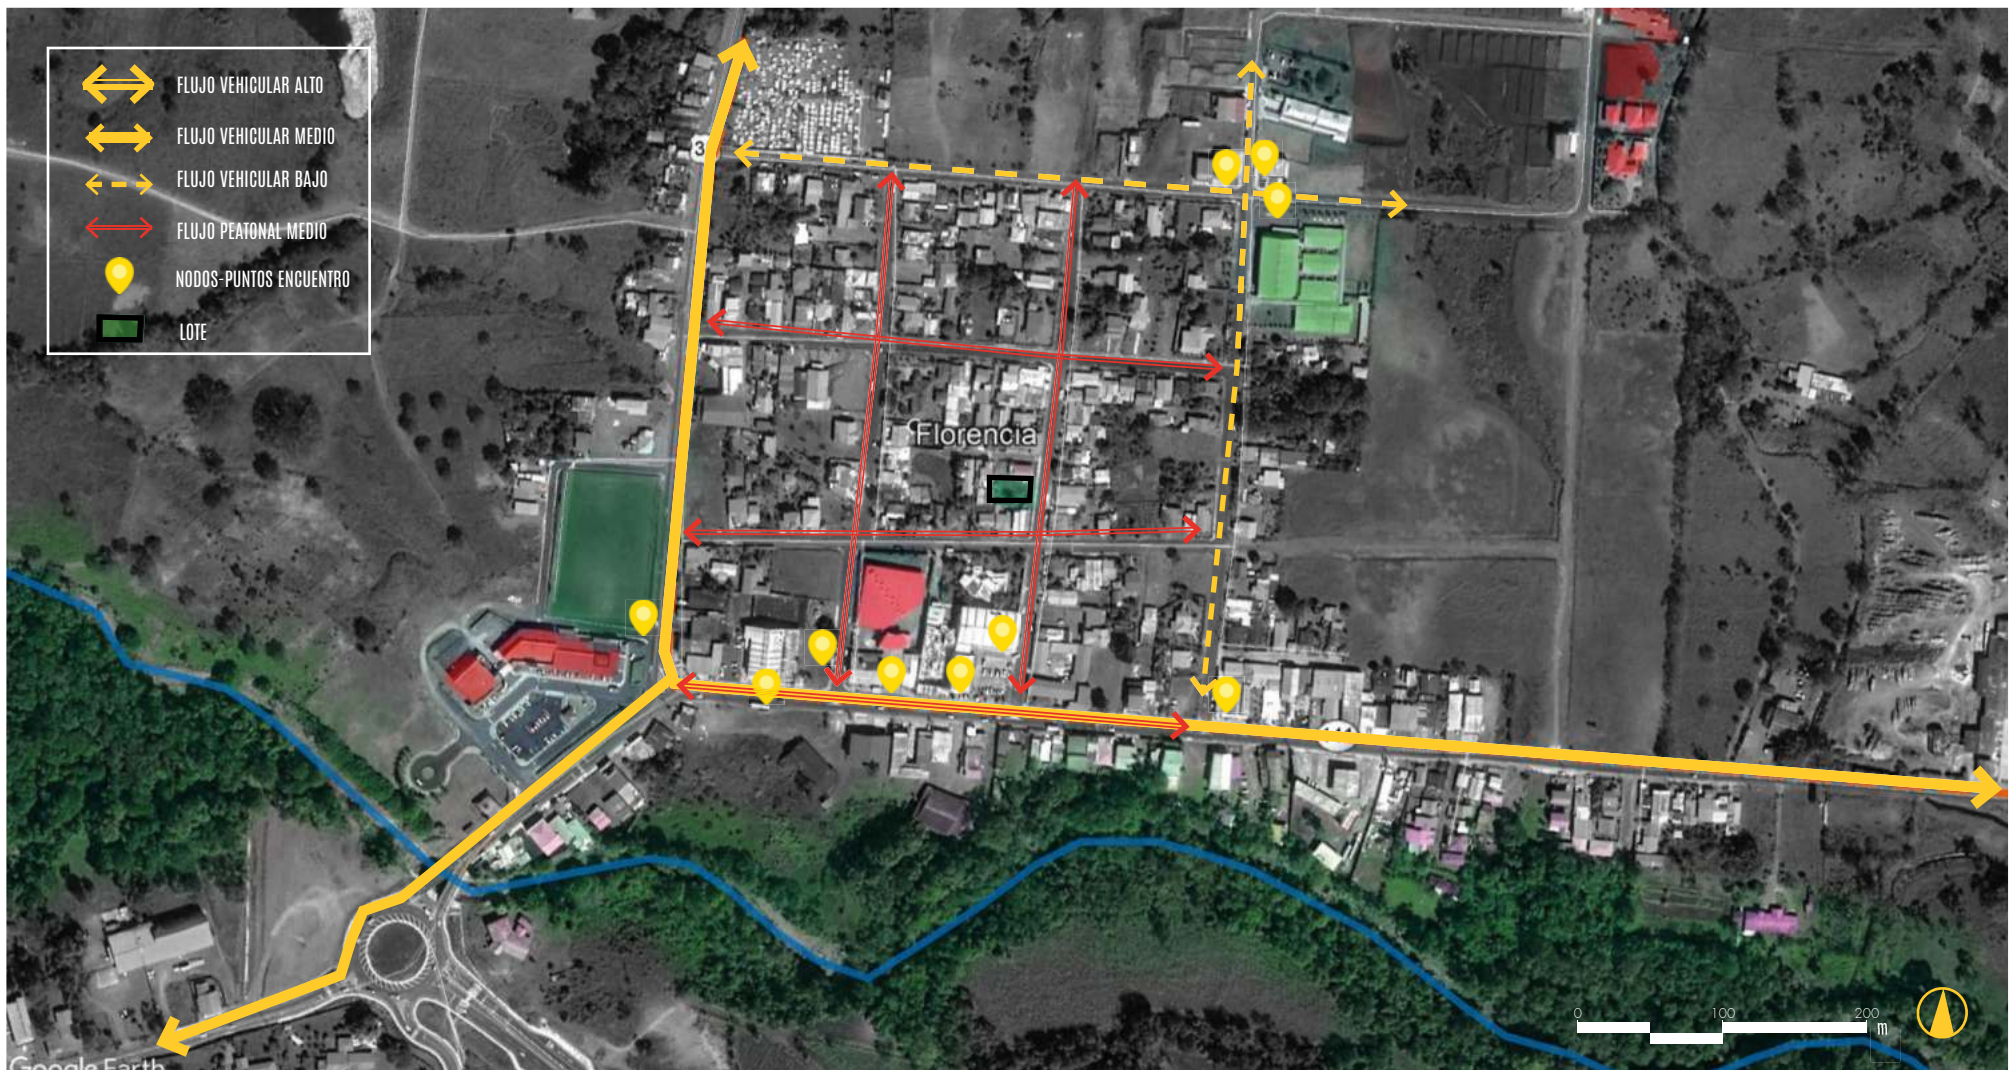 FLUJO VEHICULAR ALTO
FLUJO VEHICULAR MEDIO
FLUJO VEHICULAR BAJO
FLUJO PEATONAL MEDIO
NODOS-PUNTOS ENCUENTRO
LOTE
3
Florencia
0 100 200 m
Google Earth